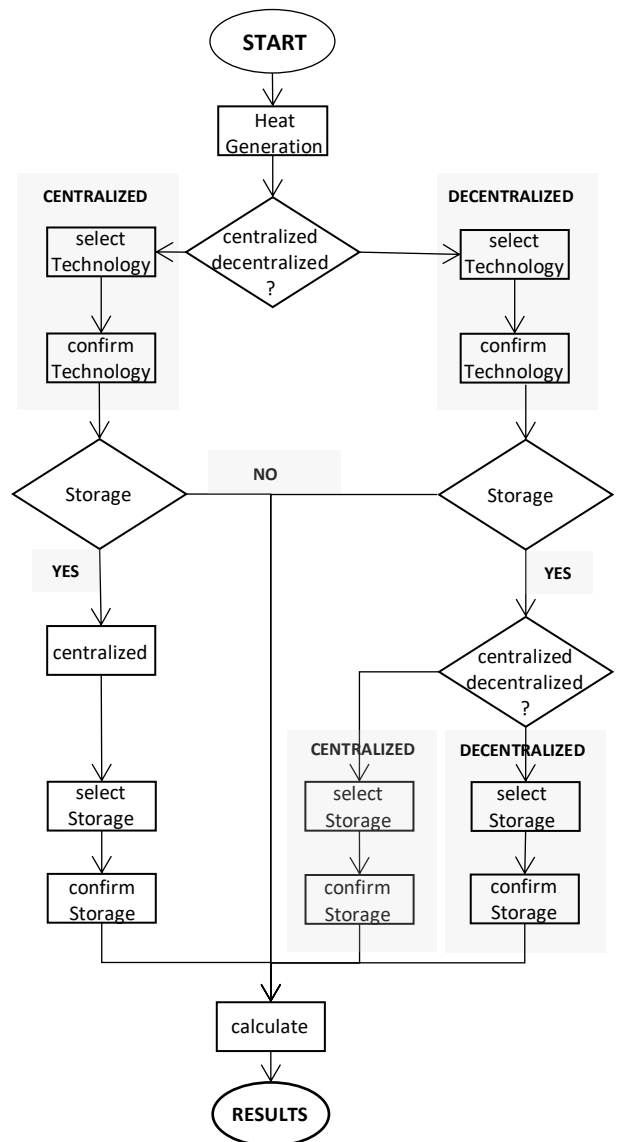 START
Heat
Generation
CENTRALIZED
DECENTRALIZED
centralized
decentralized
?
select
Technology
select
Technology
confirm
Technology
confirm
Technology
Storage
NO
Storage
YES
YES
centralized
centralized
decentralized
?
CENTRALIZED
DECENTRALIZED
select
Storage
select
Storage
select
Storage
confirm
Storage
confirm
Storage
confirm
Storage
calculate
RESULTS